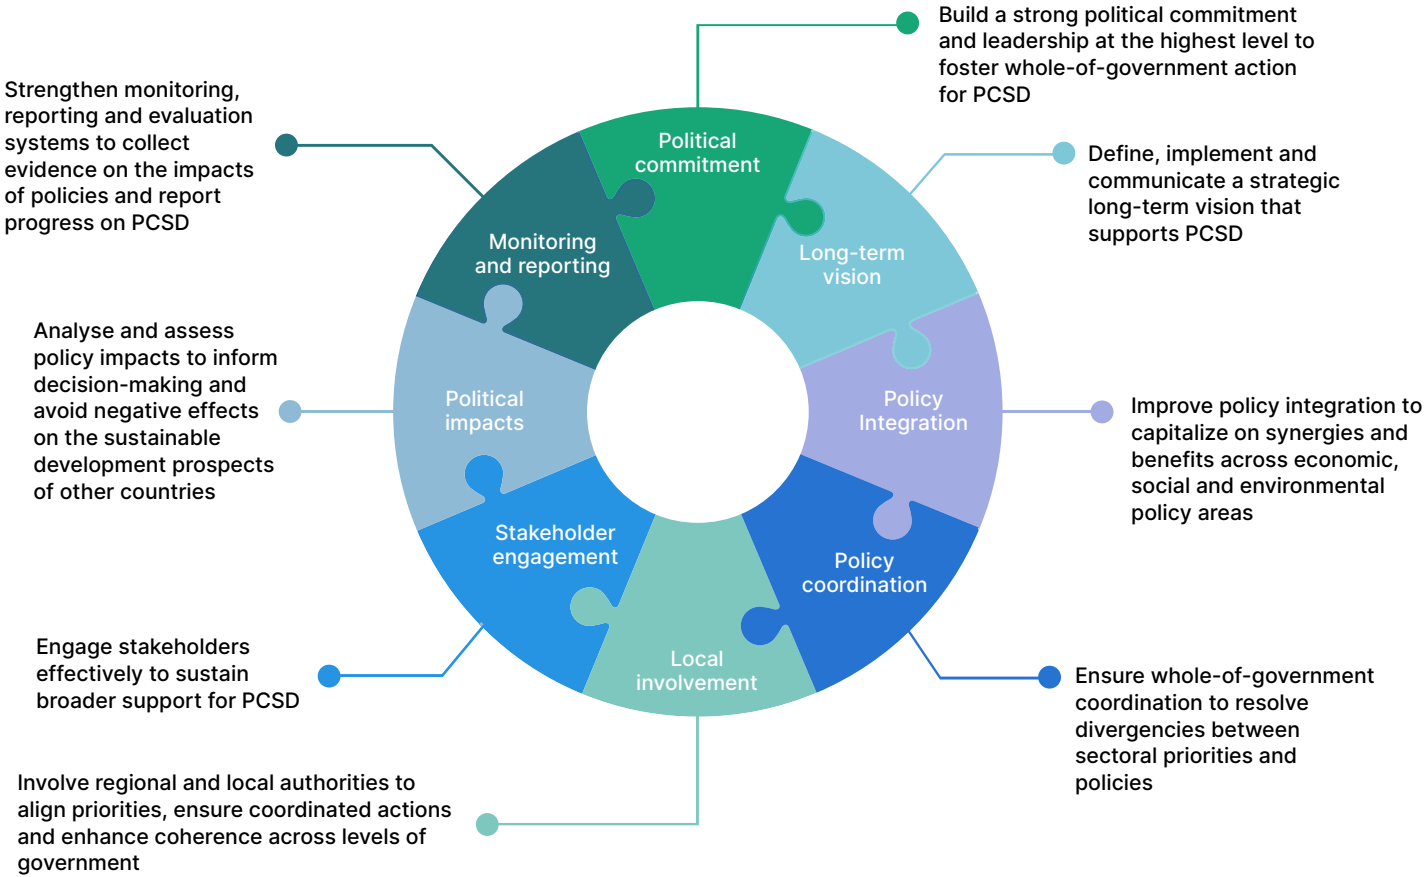 Build a strong political commitment
and leadership at the highest level to
foster whole-of-government action
for PCSD
Strengthen monitoring,
reporting and evaluation
systems to collect
evidence on the impacts
of policies and report
progress on PCSD
Political
commitment
Define, implement and
communicate a strategic
long-term vision that
supports PCSD
Monitoring
and reporting
Long-term
vision
Analyse and assess
policy impacts to inform
decision-making and
avoid negative effects
on the sustainable
development prospects
of other countries
Political
impacts
Policy
Integration
Improve policy integration to
capitalize on synergies and
benefits across economic,
social and environmental
policy areas
Stakeholder
engagement
Policy
coordination
Engage stakeholders
effectively to sustain
broader support for PCSD
Local
involvement
Ensure whole-of-government
coordination to resolve
divergencies between
sectoral priorities and
policies
Involve regional and local authorities to
align priorities, ensure coordinated actions
and enhance coherence across levels of
government